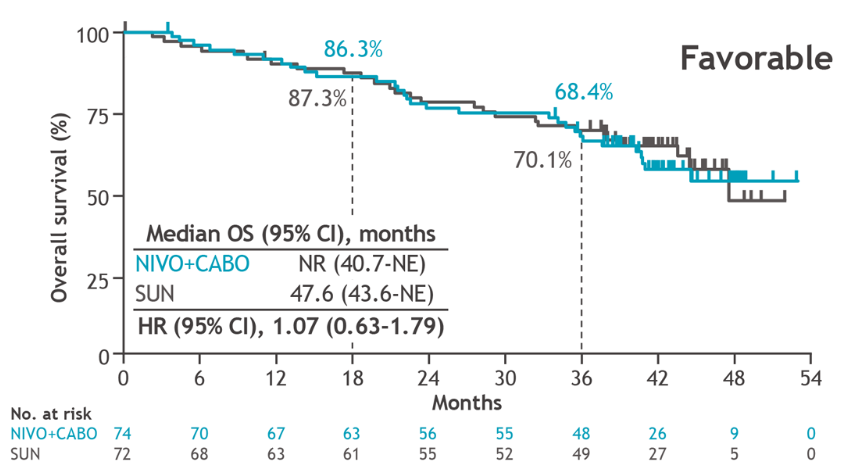 Favorable
Overall survival (%)
100
75
50
25
0
86.3%
87.3%
68.4%
70.1%
Median OS (95% CI), months
NIVO+CABO NR (40.7-NE)
SUN 47.6 (43.6-NE)
HR (95% CI), 1.07 (0.63-1.79)
0 6 12 18 24 30 36 42 48 54
Months
No. at risk
NIVO+CABO 74 70 67 63 56 55 48 26 9 0
SUN 72 68 63 61 55 52 49 27 5 0